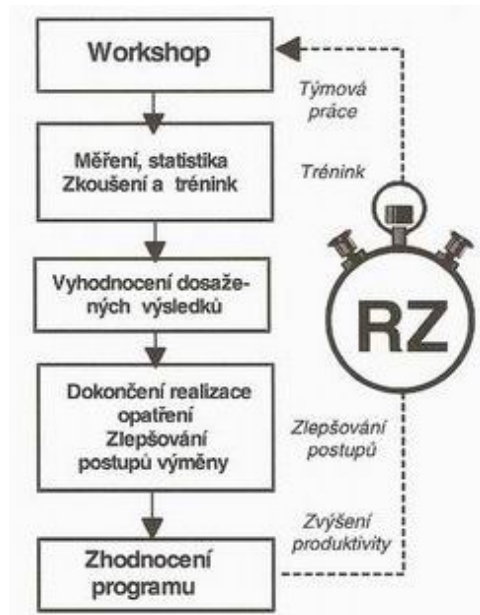 Workshop
Měření, statistika
Zkoušení a trénink
Vyhodnocení dosaže-
ných výsledků
Dokončení realizace
opatření
Zlepšování
postupů výměny
Zhodnocení
programu
Týmová
práce
Trénink
RZ
Zlepšování
postupů
Zvýšení
produktivity